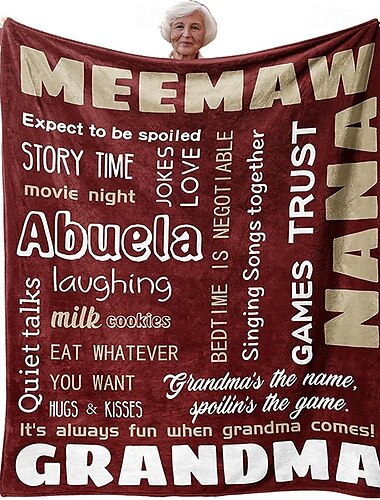 MEEMAW
NANA
Expect to be spoiled
STORY TIME
movie night
JOKES
LOVE
BEDTIME IS NEGOTIABLE
Singing Songs together
GAMES TRUST
Abuela
laughing
Quiet talks
milk cookies
EAT WHATEVER
YOU WANT
HUGS & KISSES
Grandma's the name,
spoilin's the game.
It's always fun when grandma comes!
GRANDMA